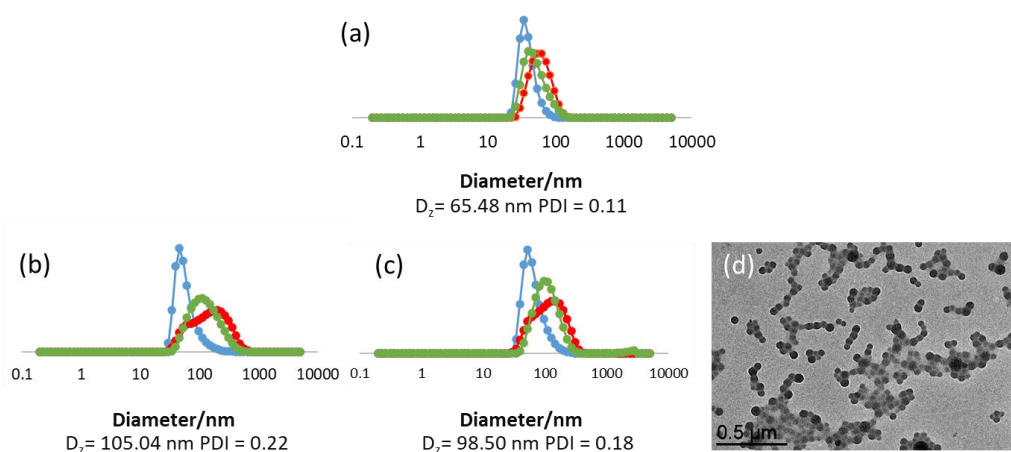 (a)
0.1 1 10 100 1000 10000
Diameter/nm
Dz= 65.48 nm PDI = 0.11
(b)
0.1 1 10 100 1000 10000
Diameter/nm
Dz= 105.04 nm PDI = 0.22
(c)
0.1 1 10 100 1000 10000
Diameter/nm
Dz= 98.50 nm PDI = 0.18
(d)
0.5 µm